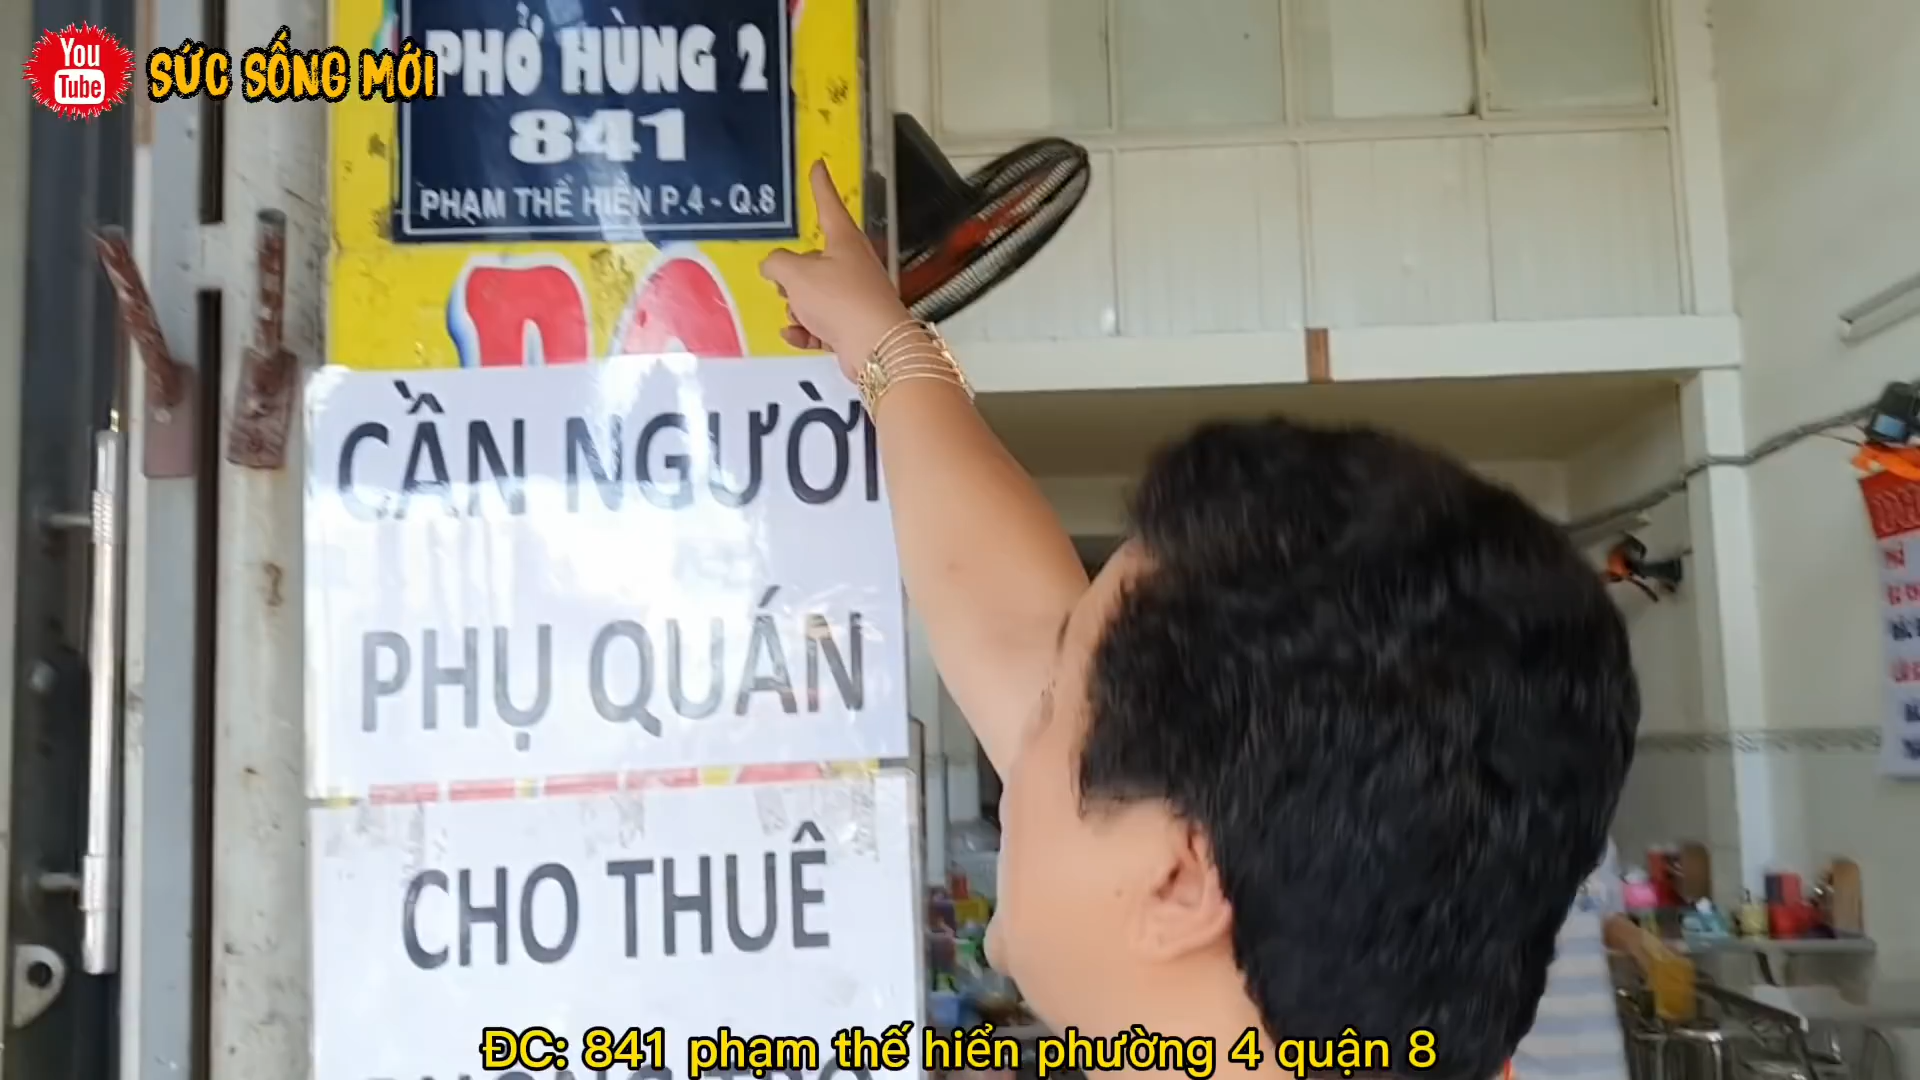 You
Tube
SỨC SỐNG MỚI
PHỞ HÙNG 2
841
PHẠM THẾ HIỂN P.4 - Q.8
CẦN NGƯỜI
PHỤ QUÁN
CHO THUÊ
ĐC: 841 phạm thế hiển phường 4 quận 8